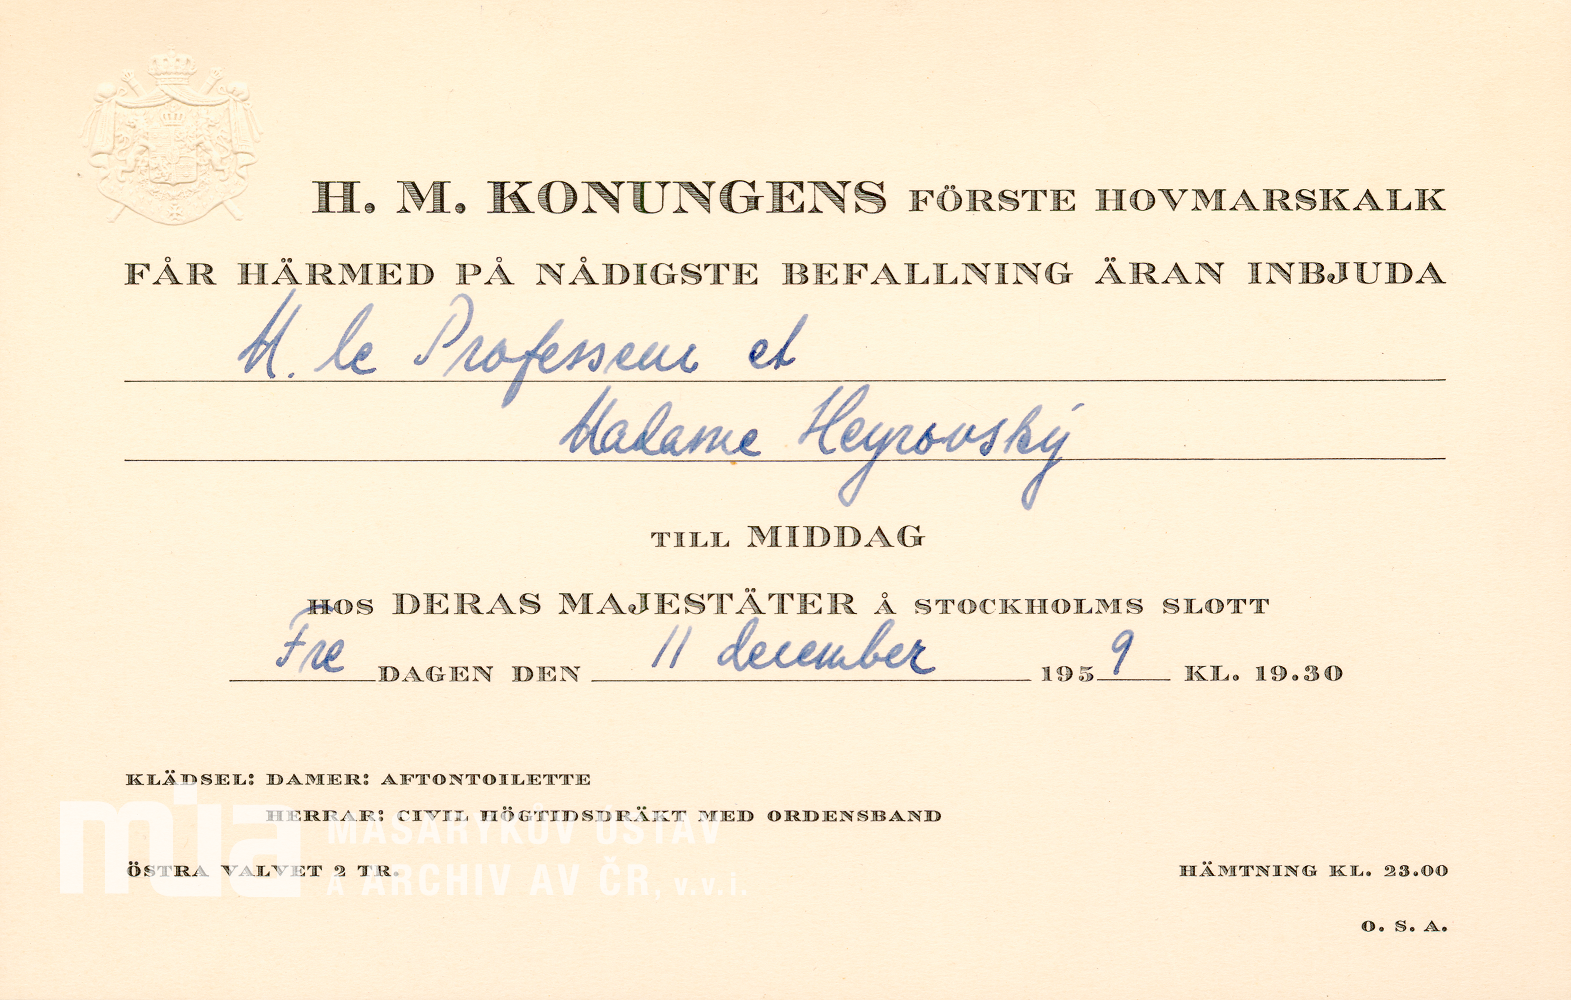 H. M. KONUNGENS FÖRSTE HOVMARSKALK
FÅR HÄRMED PÅ NÅDIGSTE BEFALLNING ÄRAN INBJUDA
M. le Professeur et
Madame Heyrovský
TILL MIDDAG
HOS DERAS MAJESTÄTER Å STOCKHOLMS SLOTT
Fre DAGEN DEN 11 december 1959 KL. 19.30
KLÄDSEL: DAMER: AFTONTOILETTE
HERRAR: CIVIL HÖGTIDSDRÄKT MED ORDENSBAND
ÖSTRA VALVET 2 TR. HÄMTNING KL. 23.00
O. S. A.
mia MASARYKŮV ÚSTAV
A ARCHIV AV ČR, v.v.i.